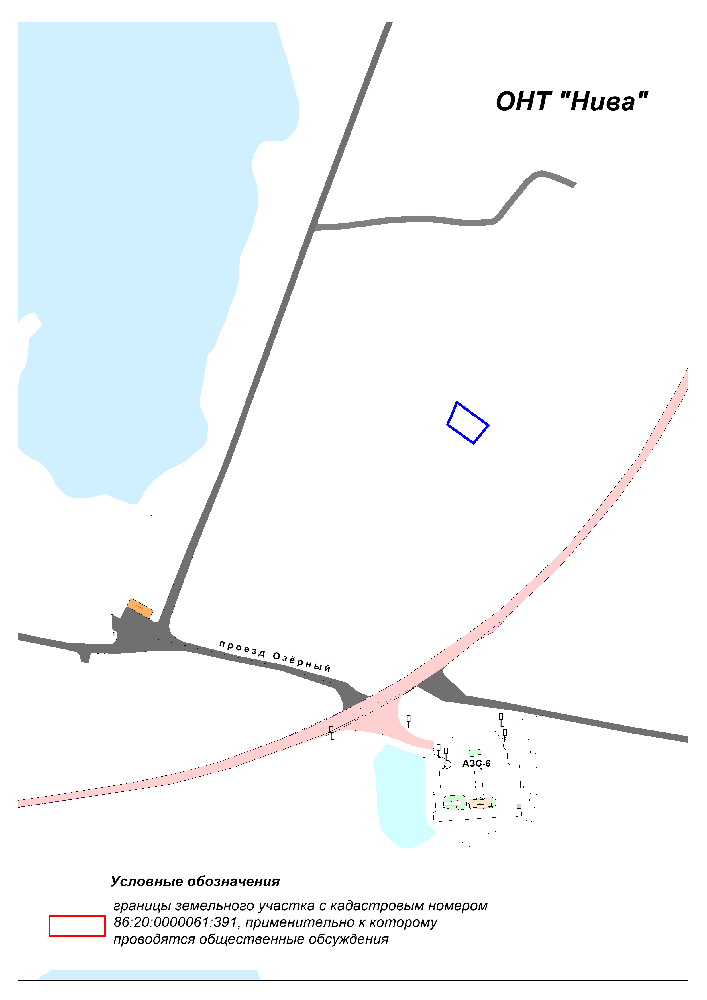 ОНТ "Нива"
проезд Озёрный
АЗС-6
Условные обозначения
границы земельного участка с кадастровым номером
86:20:0000061:391, применительно к которому
проводятся общественные обсуждения